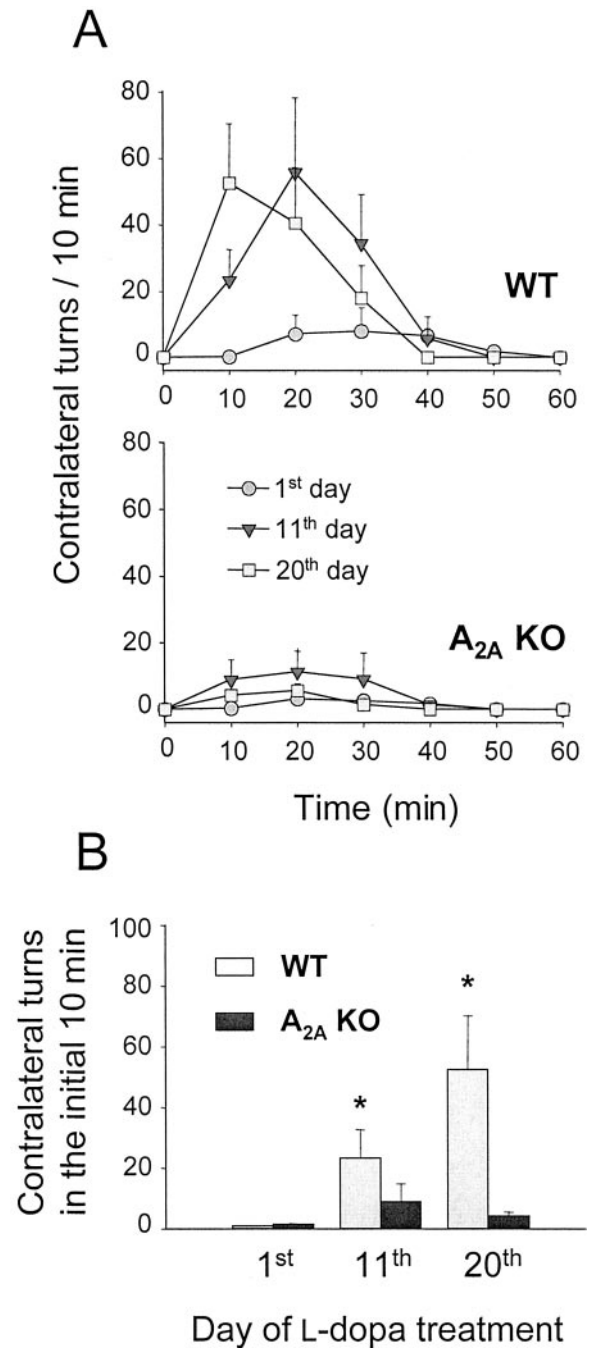 A
Contralateral turns / 10 min
80
60
40
20
0
WT
0 10 20 30 40 50 60
80
60
40
20
0
1st day
11th day
20th day
A2A KO
0 10 20 30 40 50 60
Time (min)
B
Contralateral turns
in the initial 10 min
100
80
60
40
20
0
WT
A2A KO
*
*
1st 11th 20th
Day of L-dopa treatment